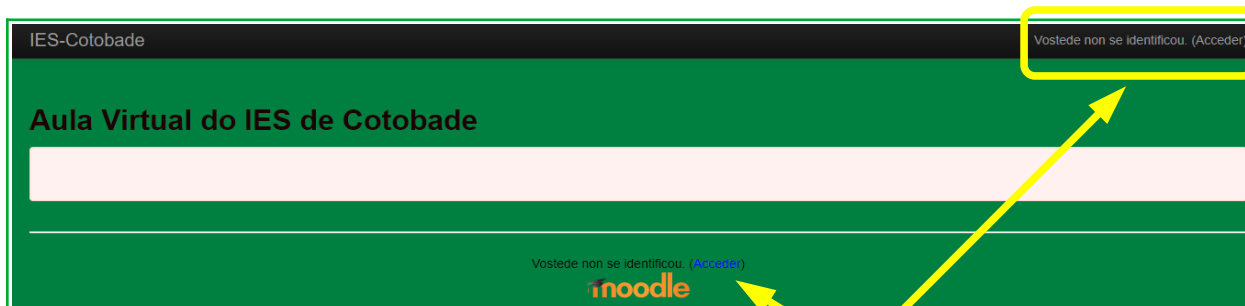 IES-Cotobade
Vostede non se identificou. (Acceder)
Aula Virtual do IES de Cotobade
Vostede non se identificou. (Acceder)
moodle